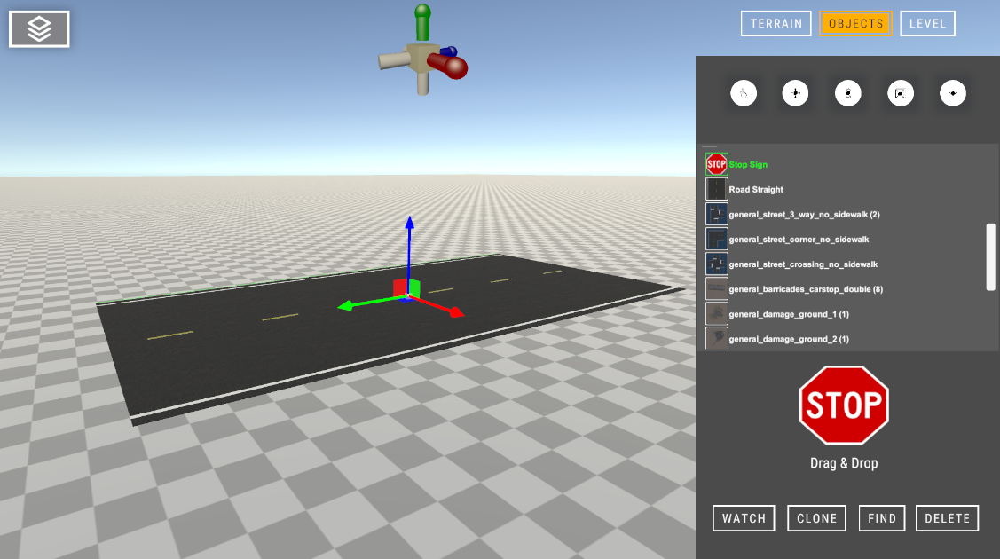 TERRAIN
OBJECTS
LEVEL
STOP Stop Sign
Road Straight
general_street_3_way_no_sidewalk (2)
general_street_corner_no_sidewalk
general_street_crossing_no_sidewalk
general_barricades_carstop_double (8)
general_damage_ground_1 (1)
general_damage_ground_2 (1)
STOP
Drag & Drop
WATCH
CLONE
FIND
DELETE